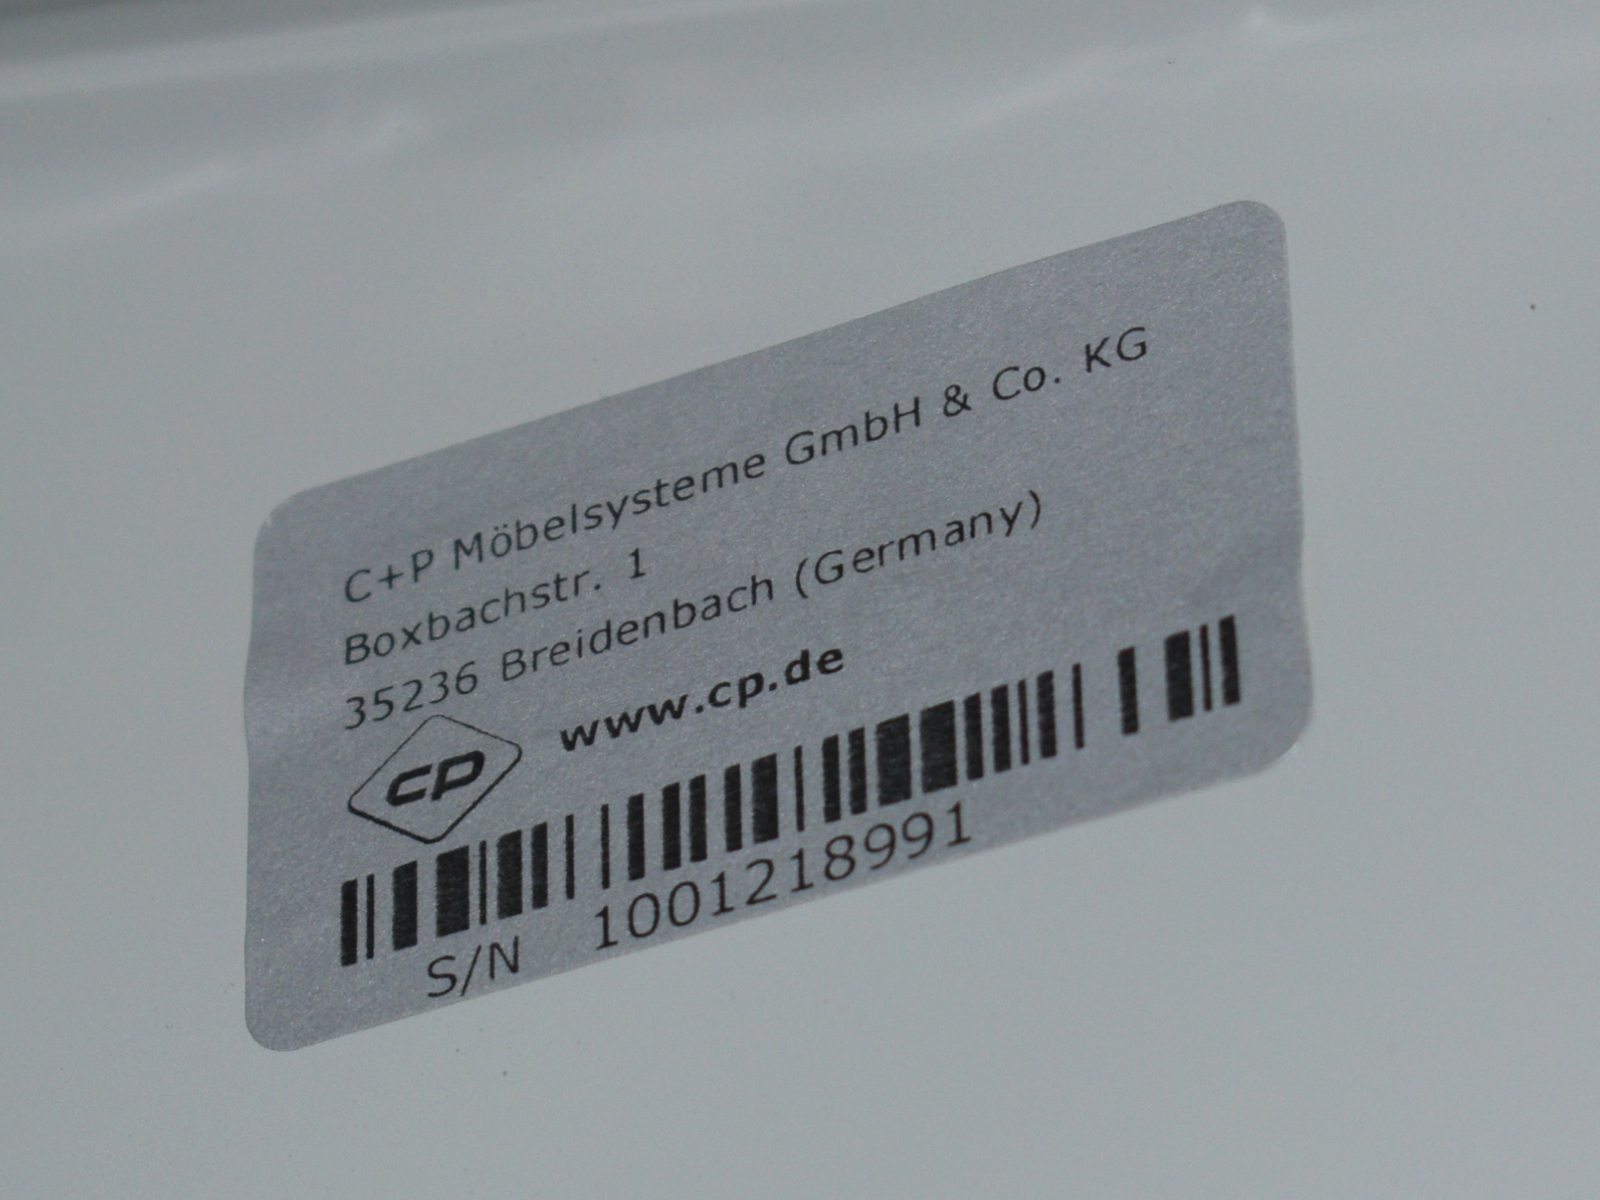 C+P Möbelsysteme GmbH & Co. KG
Boxbachstr. 1
35236 Breidenbach (Germany)
CP www.cp.de
S/N 1001218991